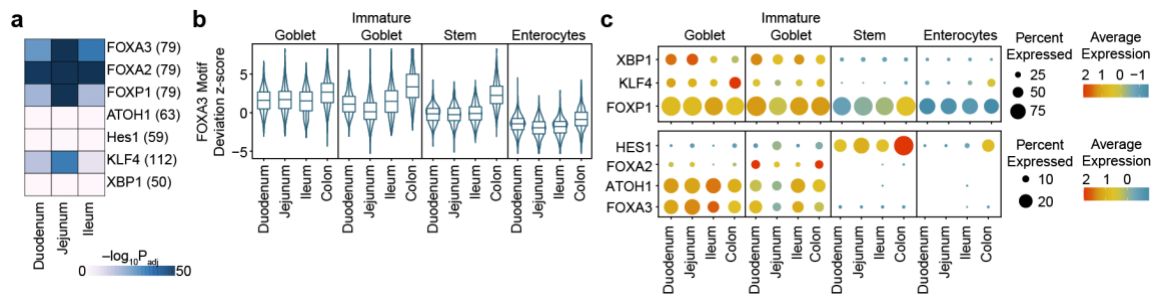 a
FOXA3 (79)
FOXA2 (79)
FOXP1 (79)
ATOH1 (63)
Hes1 (59)
KLF4 (112)
XBP1 (50)
Duodenum
Jejunum
Ileum
–log10Padj
0 50
b
Immature
Goblet Goblet Stem Enterocytes
FOXA3 Motif
Deviation z-score
5
0
−5
Duodenum Jejunum Ileum Colon Duodenum Jejunum Ileum Colon Duodenum Jejunum Ileum Colon Duodenum Jejunum Ileum Colon
c
Immature
Goblet Goblet Stem Enterocytes
XBP1
KLF4
FOXP1
HES1
FOXA2
ATOH1
FOXA3
Duodenum Jejunum Ileum Colon Duodenum Jejunum Ileum Colon Duodenum Jejunum Ileum Colon Duodenum Jejunum Ileum Colon
Percent
Expressed
25
50
75
Average
Expression
2 1 0 −1
Percent
Expressed
10
20
Average
Expression
2 1 0